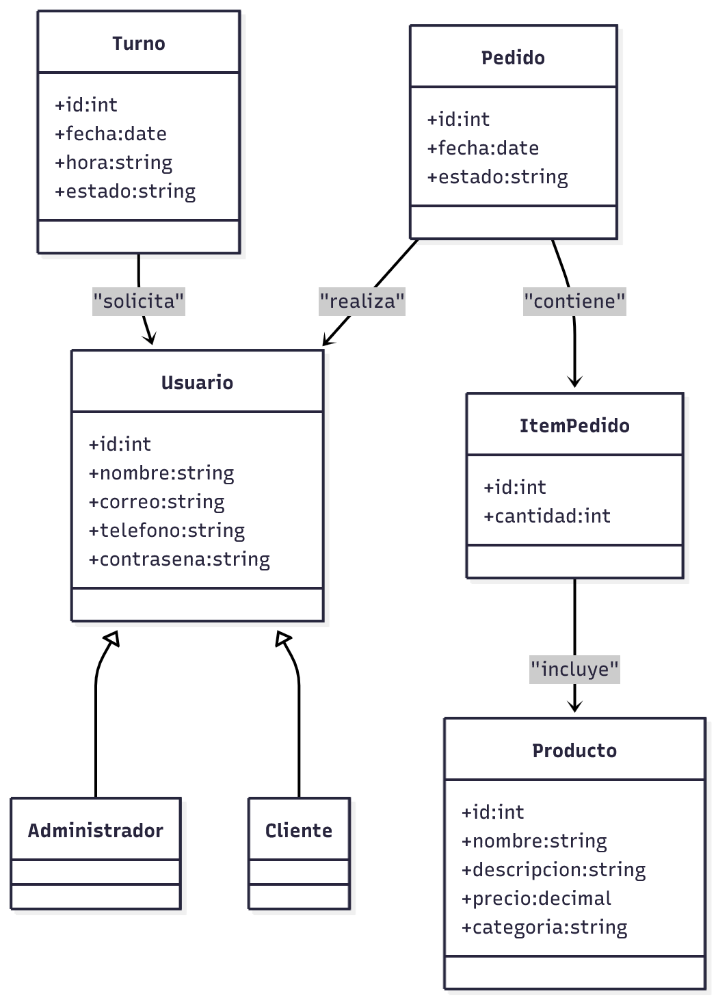 Turno
+id:int
+fecha:date
+hora:string
+estado:string
Pedido
+id:int
+fecha:date
+estado:string
"solicita"
"realiza"
"contiene"
Usuario
+id:int
+nombre:string
+correo:string
+telefono:string
+contrasena:string
ItemPedido
+id:int
+cantidad:int
"incluye"
Administrador
Cliente
Producto
+id:int
+nombre:string
+descripcion:string
+precio:decimal
+categoria:string